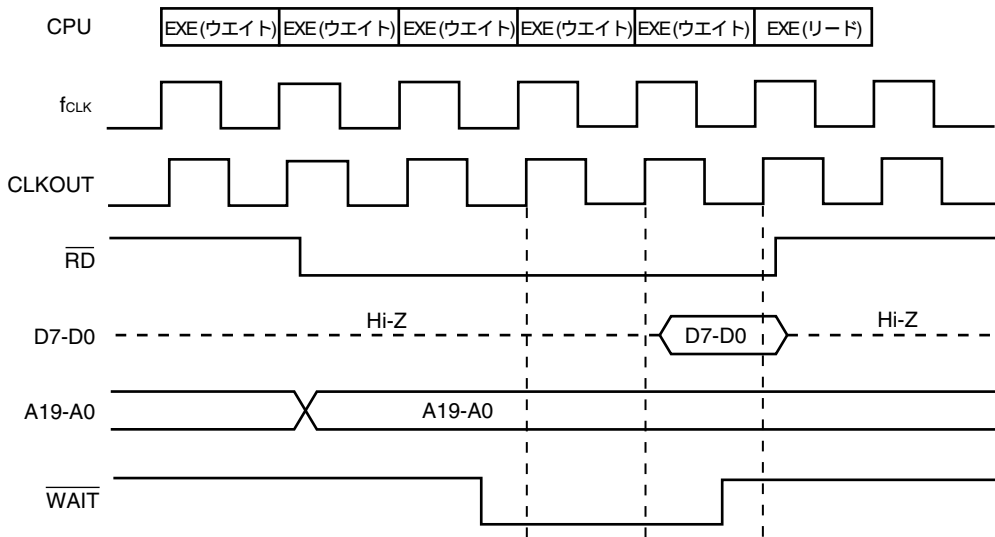 CPU EXE(ウエイト) EXE(ウエイト) EXE(ウエイト) EXE(ウエイト) EXE(ウエイト) EXE(リード)
fCLK
CLKOUT
RD
D7-D0 Hi-Z D7-D0 Hi-Z
A19-A0 A19-A0
WAIT